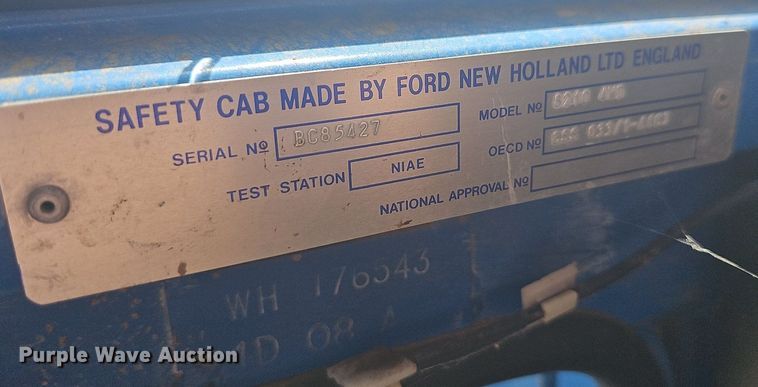 SAFETY CAB MADE BY FORD NEW HOLLAND LTD ENGLAND
SERIAL Nº BC85427 MODEL Nº
TEST STATION NIAE OECD Nº
NATIONAL APPROVAL Nº
WH 176543
Purple Wave Auction